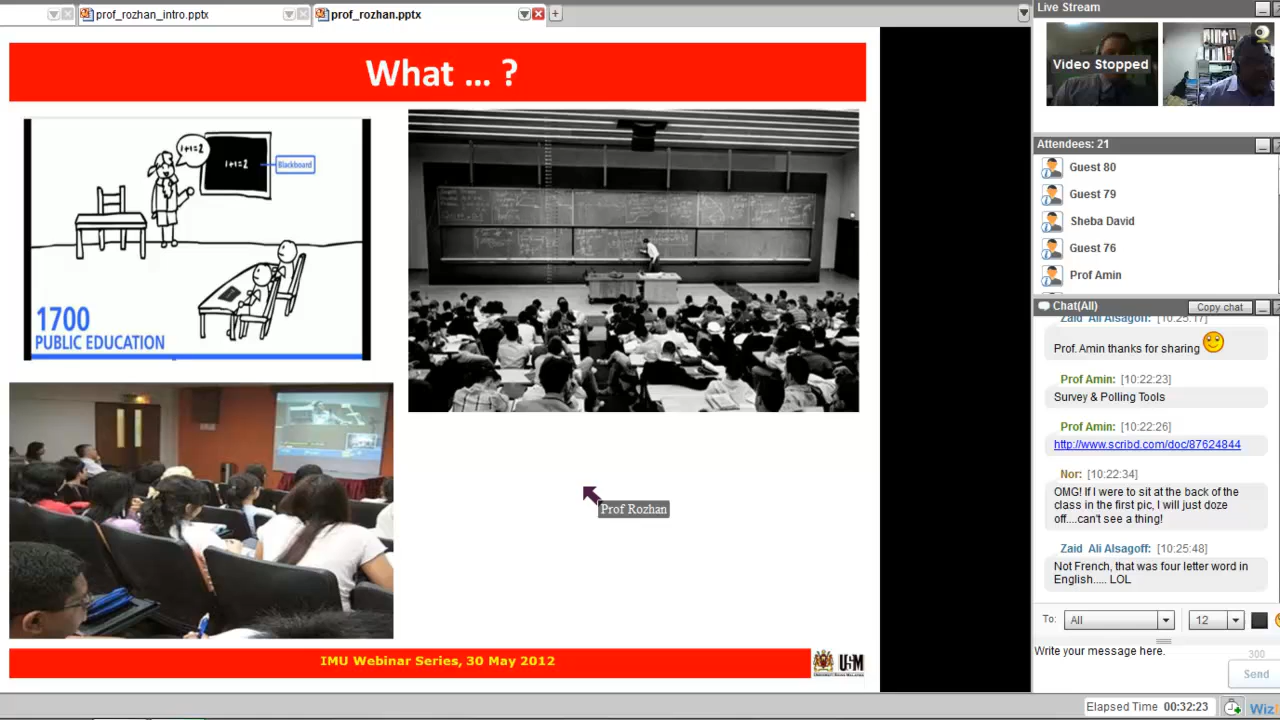 prof_rozhan_intro.pptx
prof_rozhan.pptx
What ... ?
1+1=2
1+1=2
Blackboard
1700
PUBLIC EDUCATION
Prof Rozhan
IMU Webinar Series, 30 May 2012
USM
Live Stream
Video Stopped
Attendees: 21
Guest 80
Guest 79
Sheba David
Guest 76
Prof Amin
Chat(All)
Copy chat
Zaid Ali Alsagoff: [10:25:17]
Prof. Amin thanks for sharing
Prof Amin: [10:22:23]
Survey & Polling Tools
Prof Amin: [10:22:26]
http://www.scribd.com/doc/87624844
Nor: [10:22:34]
OMG! If I were to sit at the back of the
class in the first pic, I will just doze
off....can't see a thing!
Zaid Ali Alsagoff: [10:25:48]
Not French, that was four letter word in
English..... LOL
To: All 12
Write your message here.
300
Send
Elapsed Time 00:32:23
Wiz